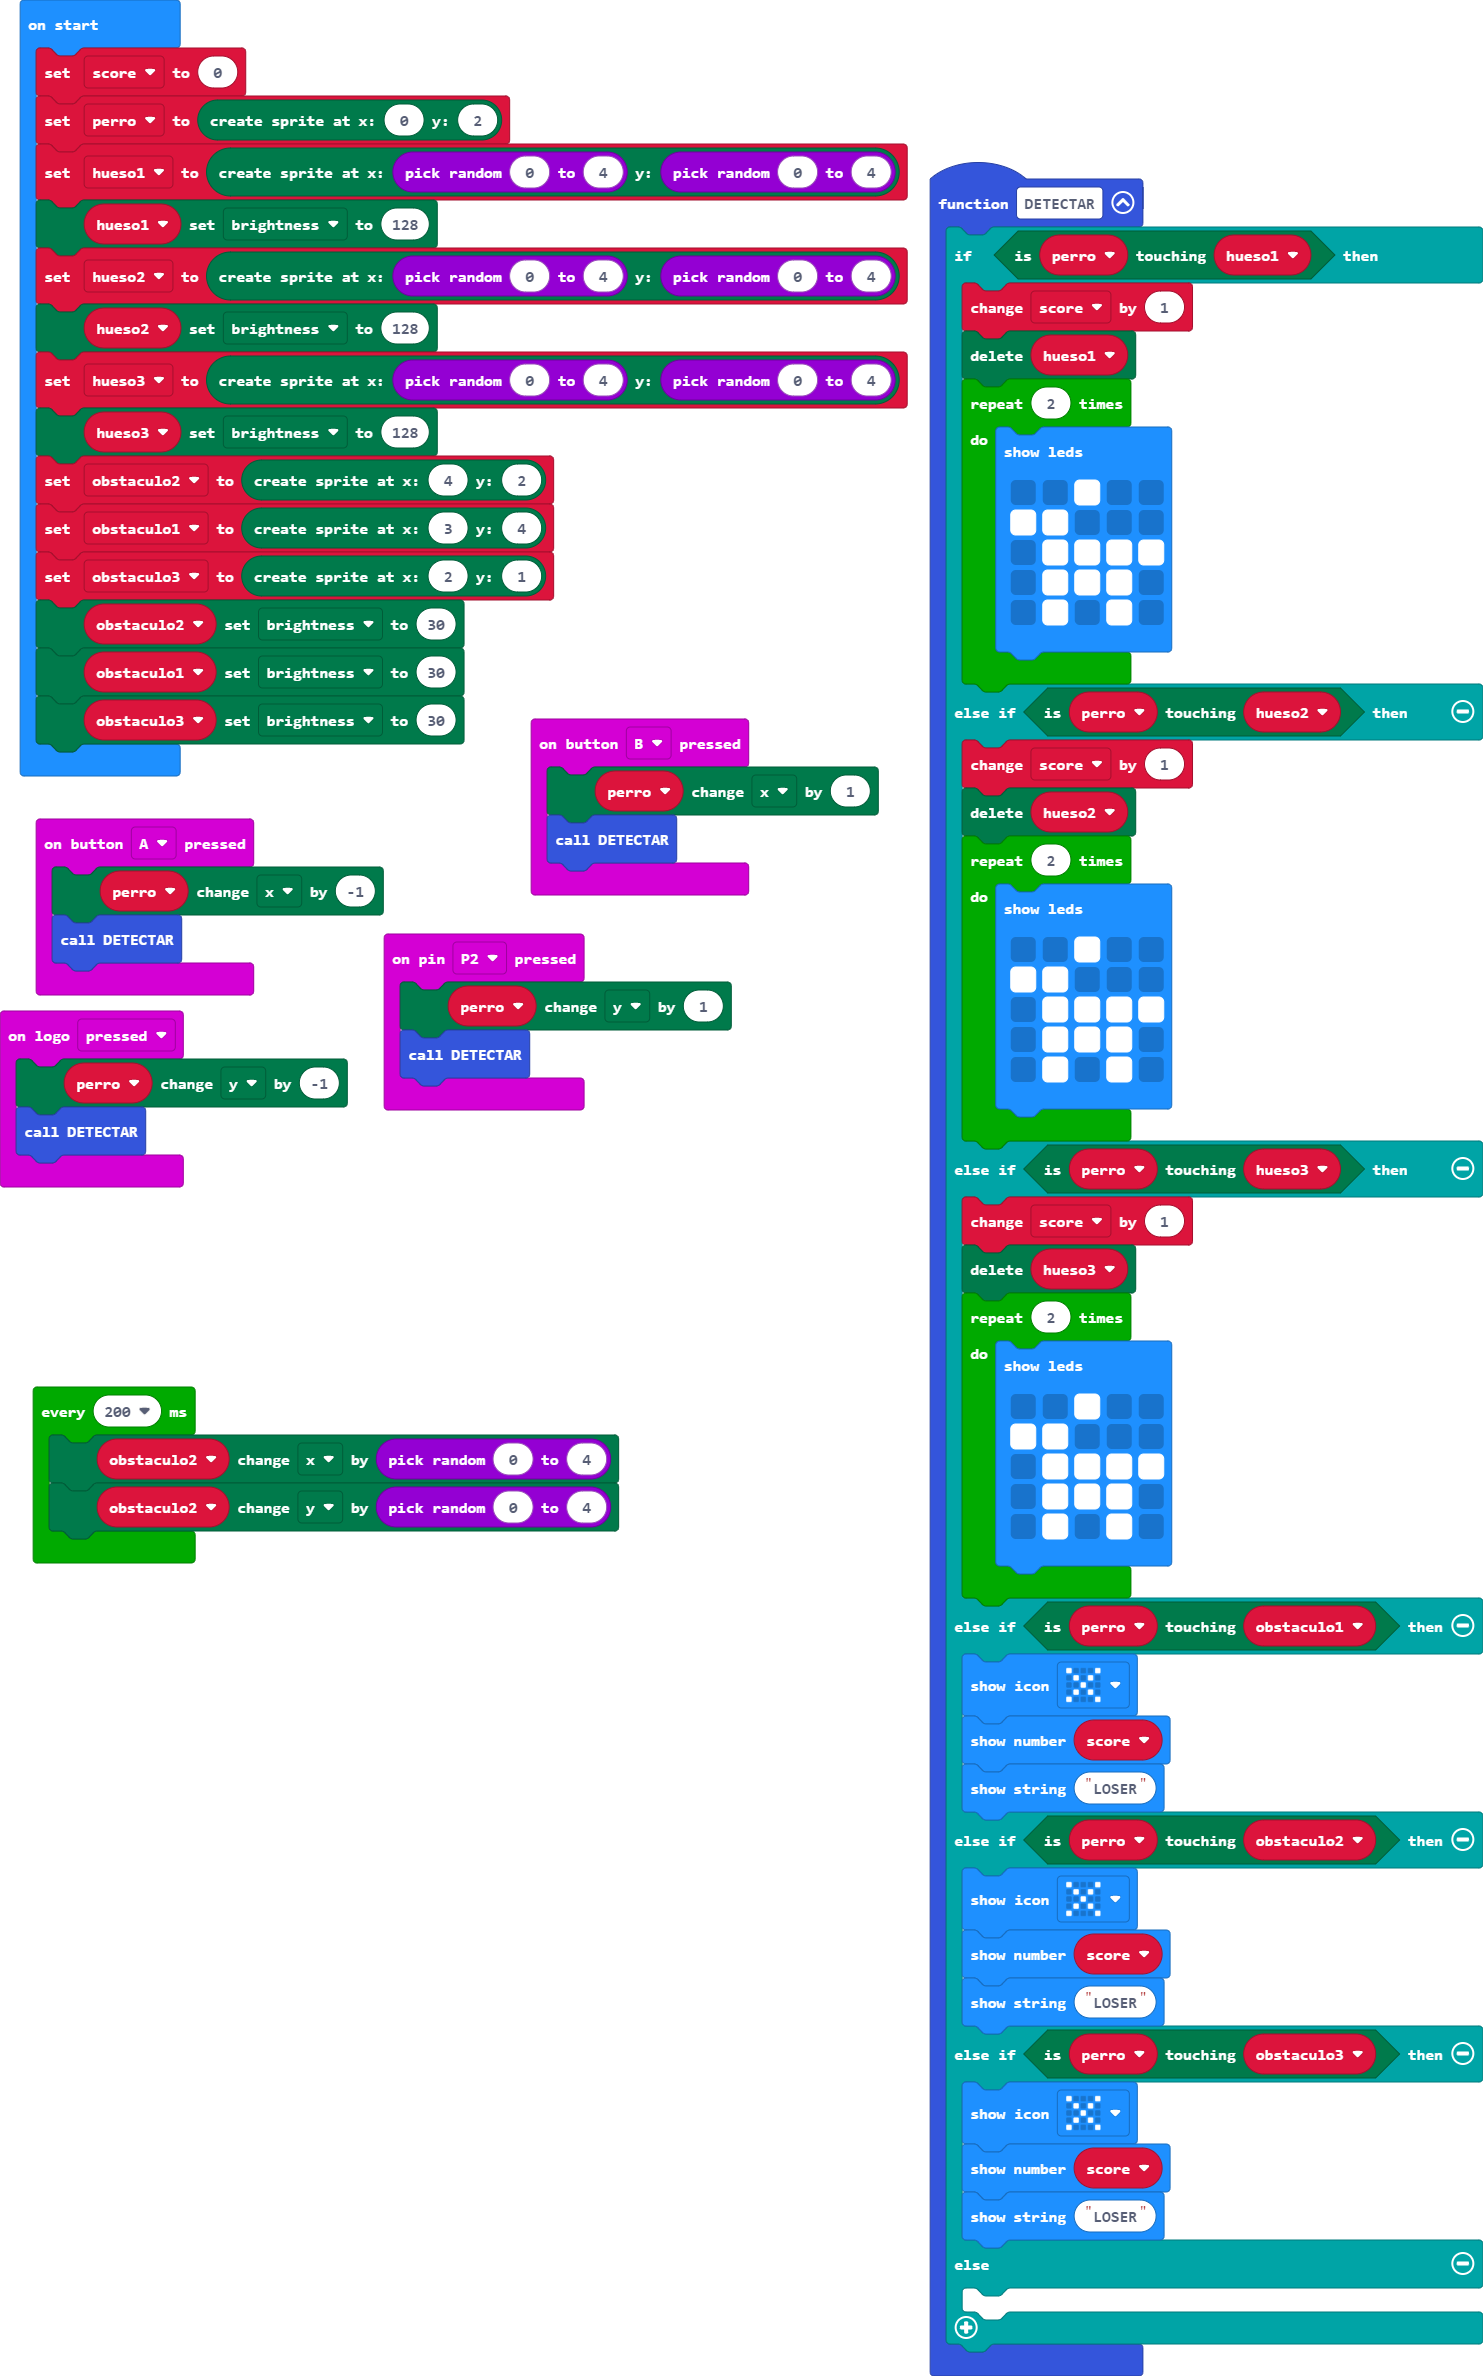 on start
set score to 0
set perro to create sprite at x: 0 y: 2
set hueso1 to create sprite at x: pick random 0 to 4 y: pick random 0 to 4
hueso1 set brightness to 128
set hueso2 to create sprite at x: pick random 0 to 4 y: pick random 0 to 4
hueso2 set brightness to 128
set hueso3 to create sprite at x: pick random 0 to 4 y: pick random 0 to 4
hueso3 set brightness to 128
set obstaculo2 to create sprite at x: 4 y: 2
set obstaculo1 to create sprite at x: 3 y: 4
set obstaculo3 to create sprite at x: 2 y: 1
obstaculo2 set brightness to 30
obstaculo1 set brightness to 30
obstaculo3 set brightness to 30
on button B pressed
perro change x by 1
call DETECTAR
on button A pressed
perro change x by -1
call DETECTAR
on pin P2 pressed
perro change y by 1
call DETECTAR
on logo pressed
perro change y by -1
call DETECTAR
every 200 ms
obstaculo2 change x by pick random 0 to 4
obstaculo2 change y by pick random 0 to 4
function DETECTAR
if is perro touching hueso1 then
change score by 1
delete hueso1
repeat 2 times
do
show leds
else if is perro touching hueso2 then
change score by 1
delete hueso2
repeat 2 times
do
show leds
else if is perro touching hueso3 then
change score by 1
delete hueso3
repeat 2 times
do
show leds
else if is perro touching obstaculo1 then
show icon
show number score
show string "LOSER"
else if is perro touching obstaculo2 then
show icon
show number score
show string "LOSER"
else if is perro touching obstaculo3 then
show icon
show number score
show string "LOSER"
else